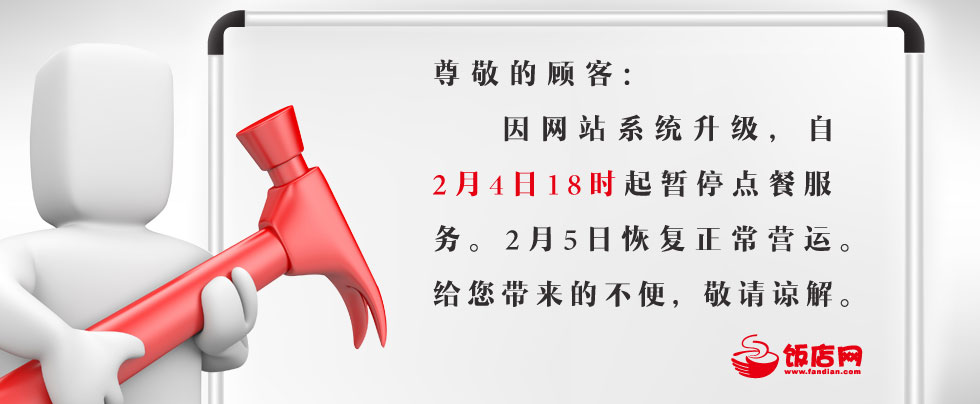 尊敬的顾客：
因网站系统升级，自
2月4日18时起暂停点餐服
务。2月5日恢复正常营运。
给您带来的不便，敬请谅解。
饭店网
www.fandian.com